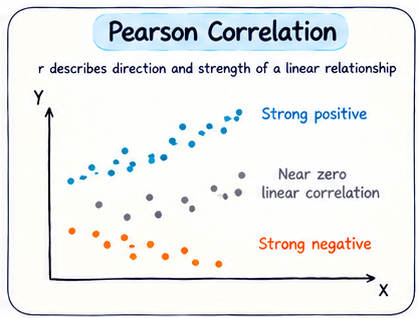 Pearson Correlation
r describes direction and strength of a linear relationship
Y
Strong positive
Near zero
linear correlation
Strong negative
X